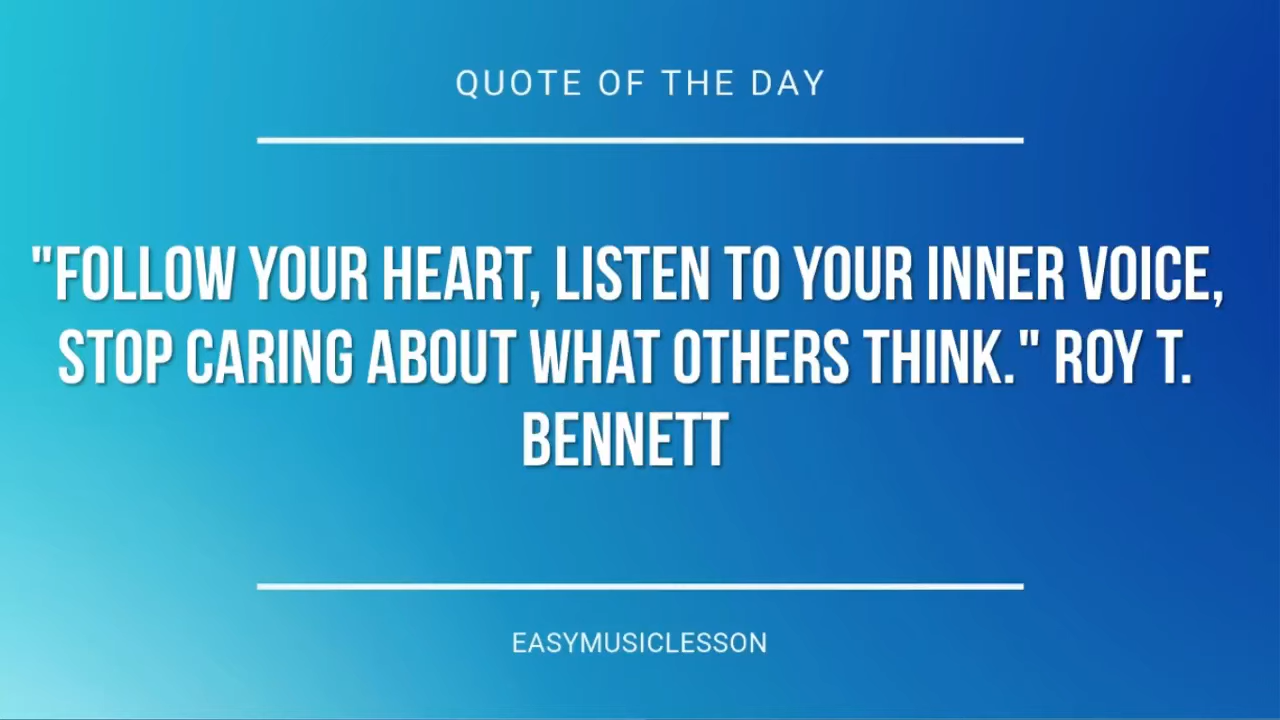 QUOTE OF THE DAY
"FOLLOW YOUR HEART, LISTEN TO YOUR INNER VOICE,
STOP CARING ABOUT WHAT OTHERS THINK." ROY T.
BENNETT
EASYMUSICLESSON